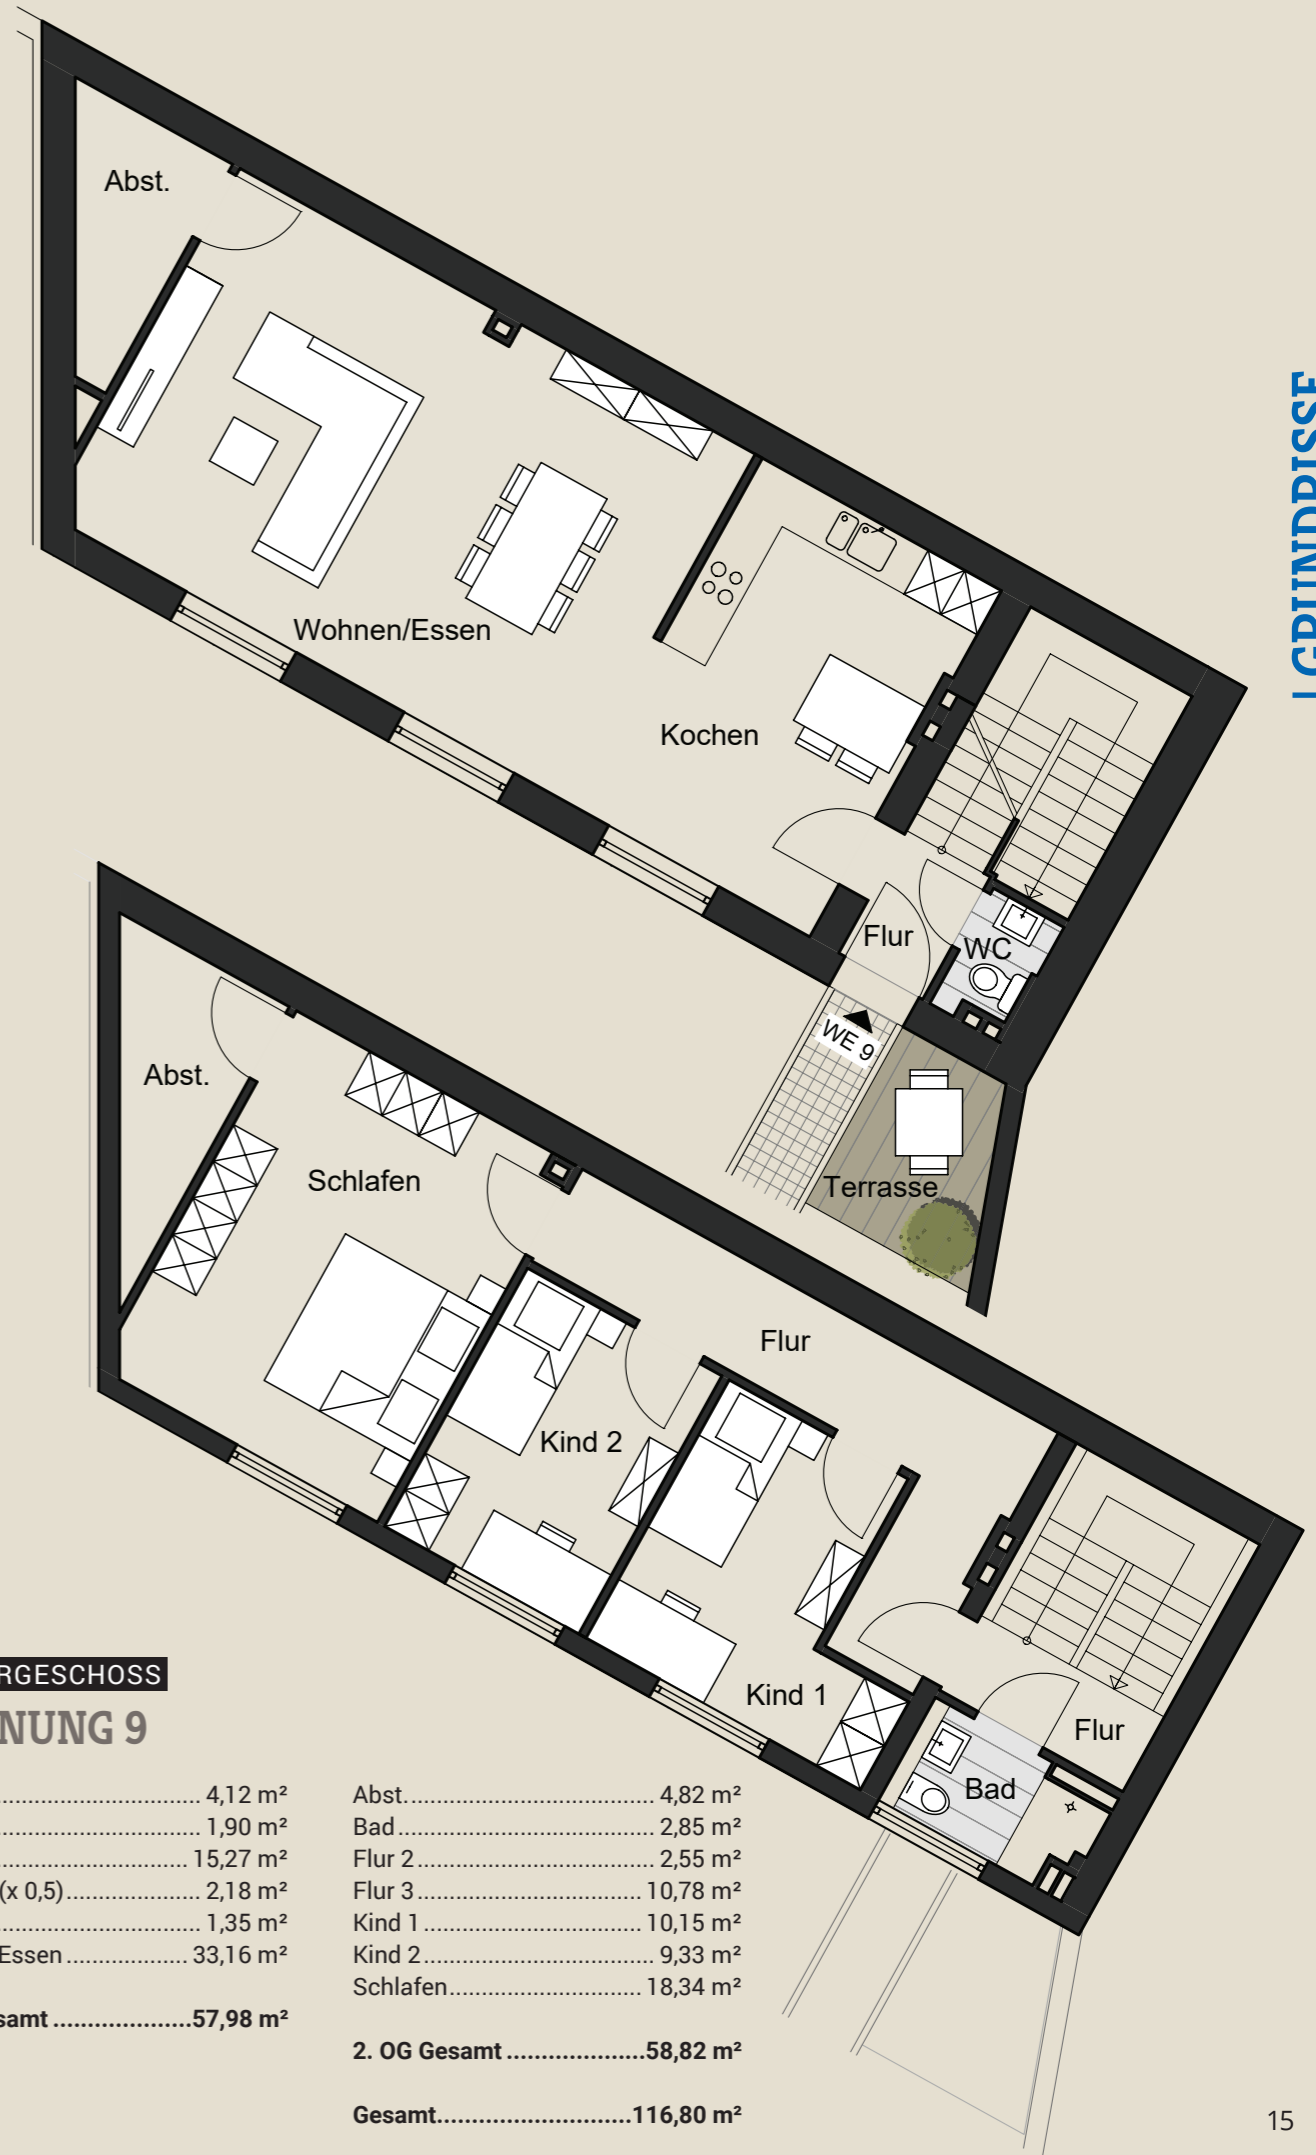 Abst.
Wohnen/Essen
Kochen
Flur
WC
WE 9
Terrasse
Abst.
Schlafen
Flur
Kind 2
Kind 1
Flur
Bad
| GRUNDRISSE
RGESCHOSS
NUNG 9
4,12 m²
1,90 m²
15,27 m²
(x 0,5) 2,18 m²
1,35 m²
Essen 33,16 m²
samt 57,98 m²
Abst. 4,82 m²
Bad 2,85 m²
Flur 2 2,55 m²
Flur 3 10,78 m²
Kind 1 10,15 m²
Kind 2 9,33 m²
Schlafen 18,34 m²
2. OG Gesamt 58,82 m²
Gesamt 116,80 m²
15